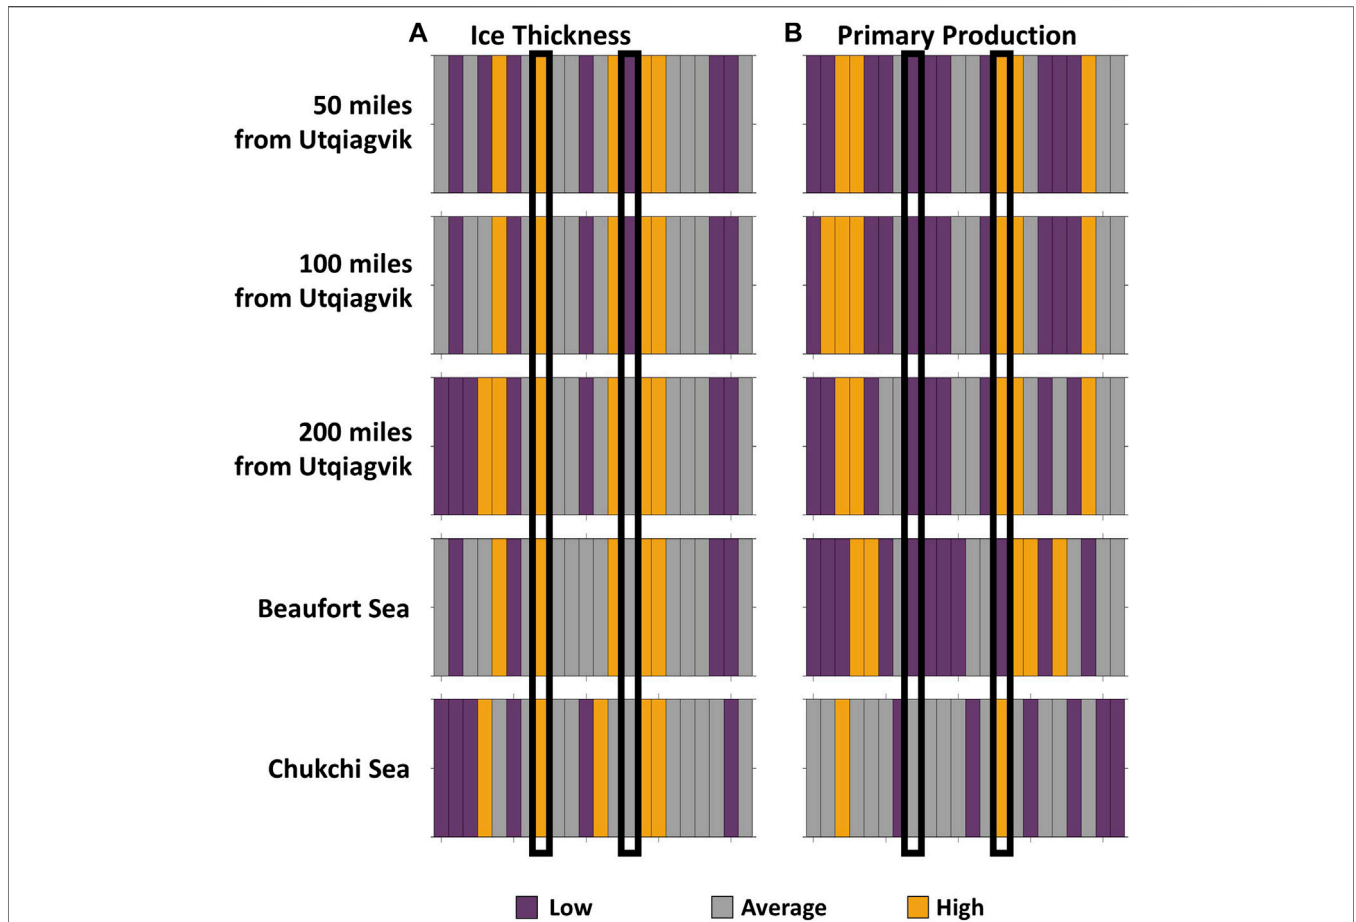 A Ice Thickness
B Primary Production
50 miles
from Utqiagvik
100 miles
from Utqiagvik
200 miles
from Utqiagvik
Beaufort Sea
Chukchi Sea
Low Average High